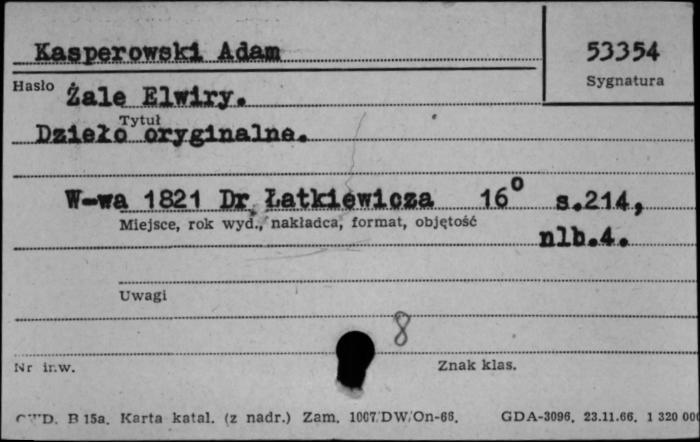 Kasperowski Adam
53354
Sygnatura
Hasło
Żale Elwiry.
Tytuł
Dzieło oryginalne.
W-wa 1821 Dr. Łatkiewicza 16° s.214,
Miejsce, rok wyd., nakładca, format, objętość
nlb.4.
Uwagi
8
Nr inw.
Znak klas.
CWD. B 15a. Karta katal. (z nadr.) Zam. 1007/DW/On-66. GDA-3096, 23.11.66. 1 320 000